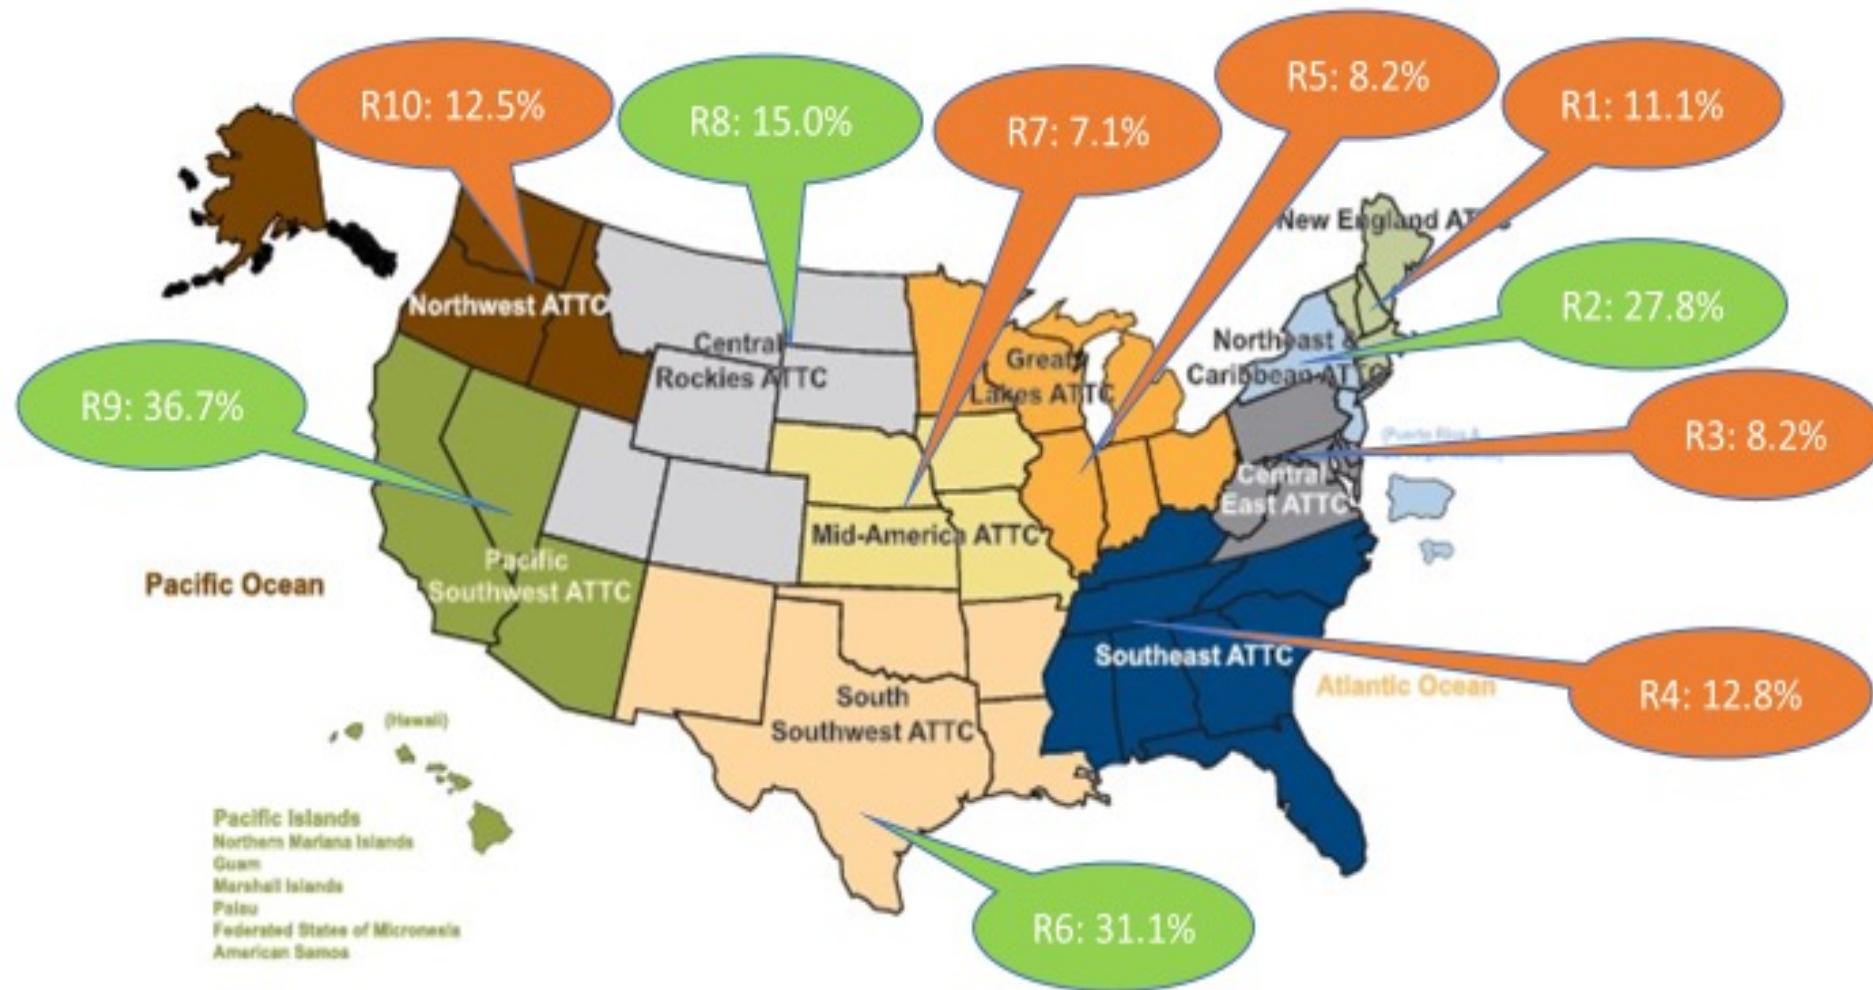 R5: 8.2%
R10: 12.5%
R8: 15.0%
R7: 7.1%
R1: 11.1%
New England ATTC
R2: 27.8%
Northwest ATTC
Northeast &
Caribbean ATTC
Central
Rockies ATTC
Great
Lakes ATTC
R9: 36.7%
R3: 8.2%
(Puerto Rico &
Central
East ATTC
Mid-America ATTC
Pacific
Southwest ATTC
Pacific Ocean
Southeast ATTC
Atlantic Ocean
R4: 12.8%
South
Southwest ATTC
(Hawaii)
Pacific Islands
Northern Mariana Islands
Guam
Marshall Islands
Palau
Federated States of Micronesia
American Samoa
R6: 31.1%